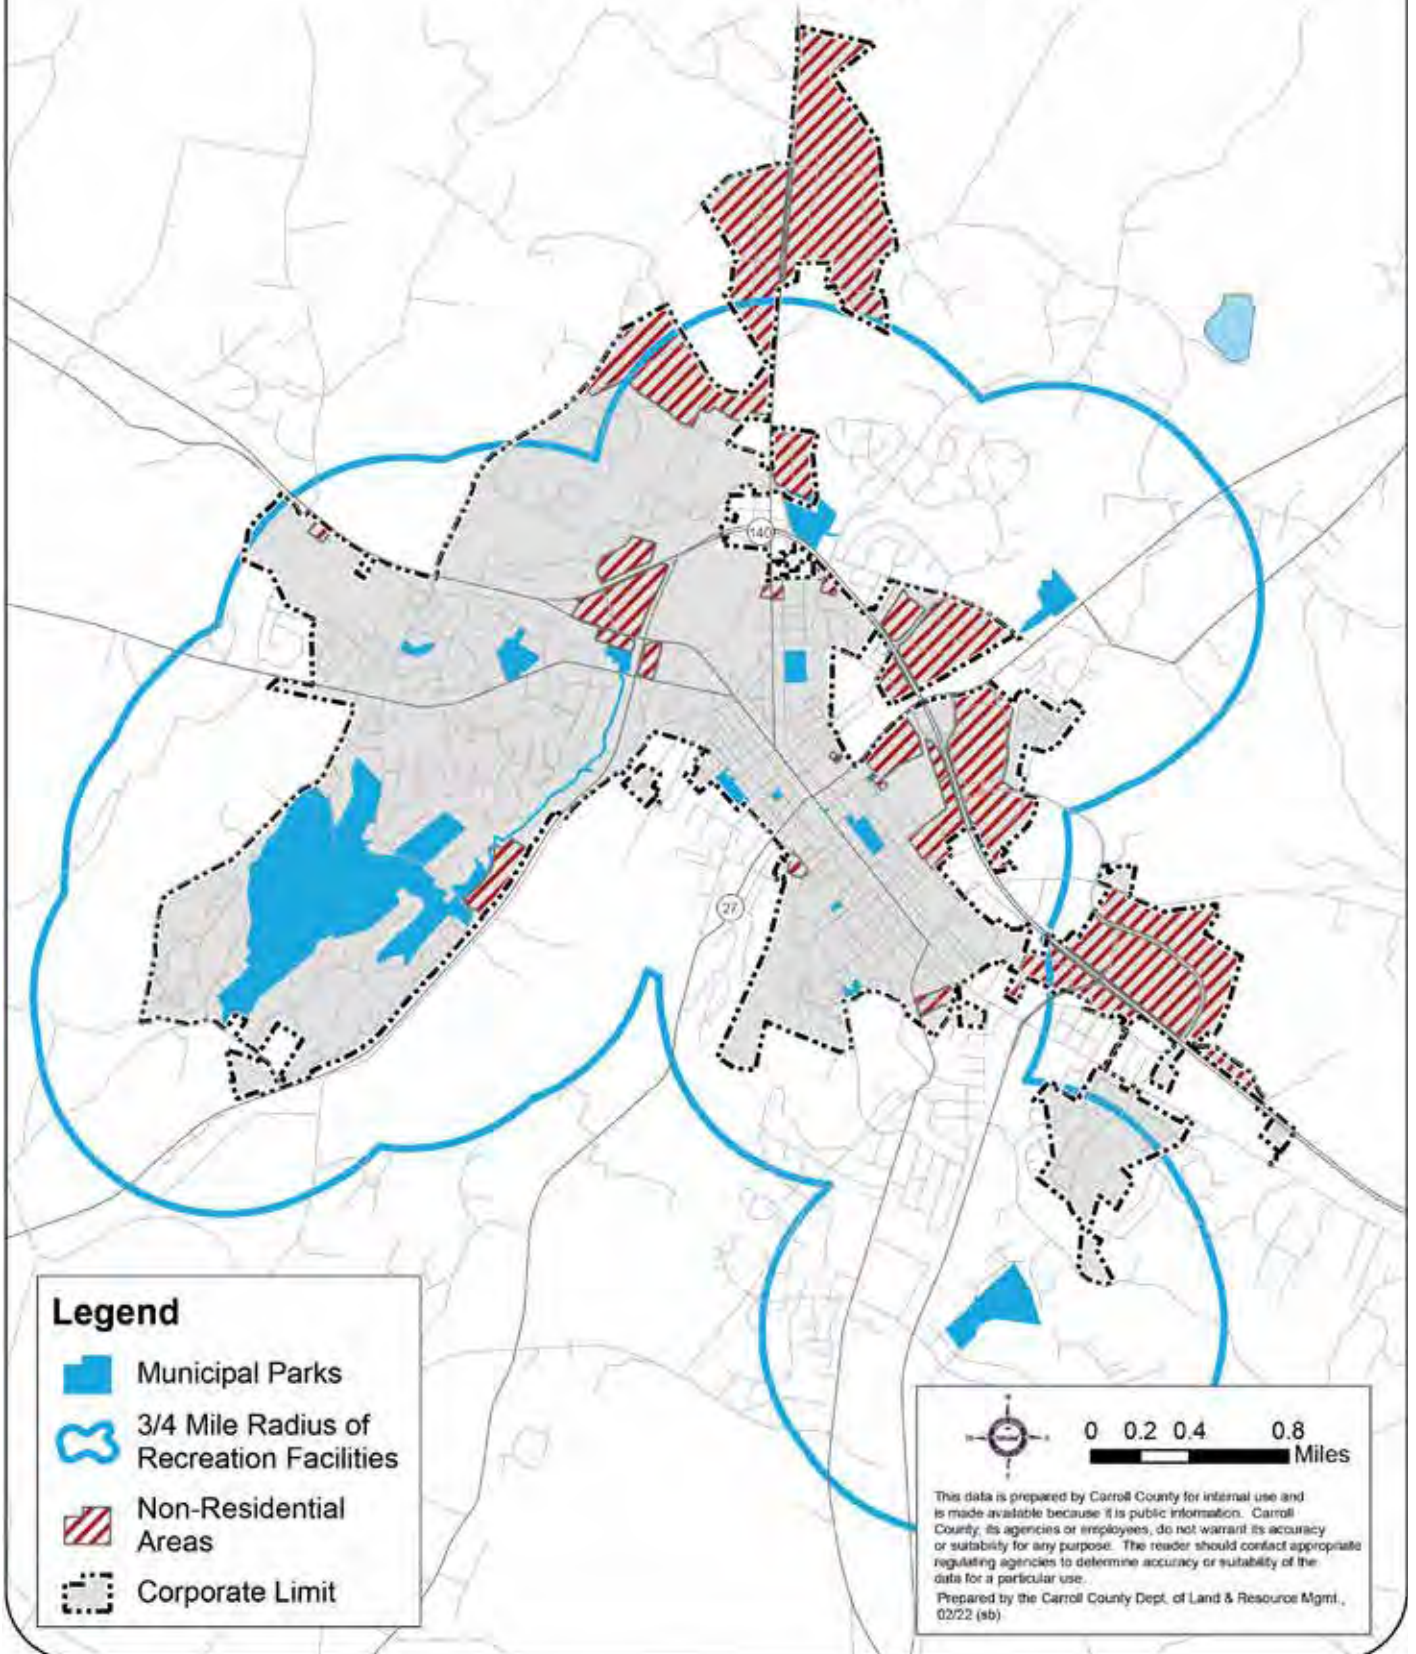 140
27
Legend
Municipal Parks
3/4 Mile Radius of
Recreation Facilities
Non-Residential
Areas
Corporate Limit
0 0.2 0.4 0.8
Miles
This data is prepared by Carroll County for internal use and
is made available because it is public information. Carroll
County, its agencies or employees, do not warrant its accuracy
or suitability for any purpose. The reader should contact appropriate
regulating agencies to determine accuracy or suitability of the
data for a particular use.
Prepared by the Carroll County Dept. of Land & Resource Mgmt.,
02/22 (sb)